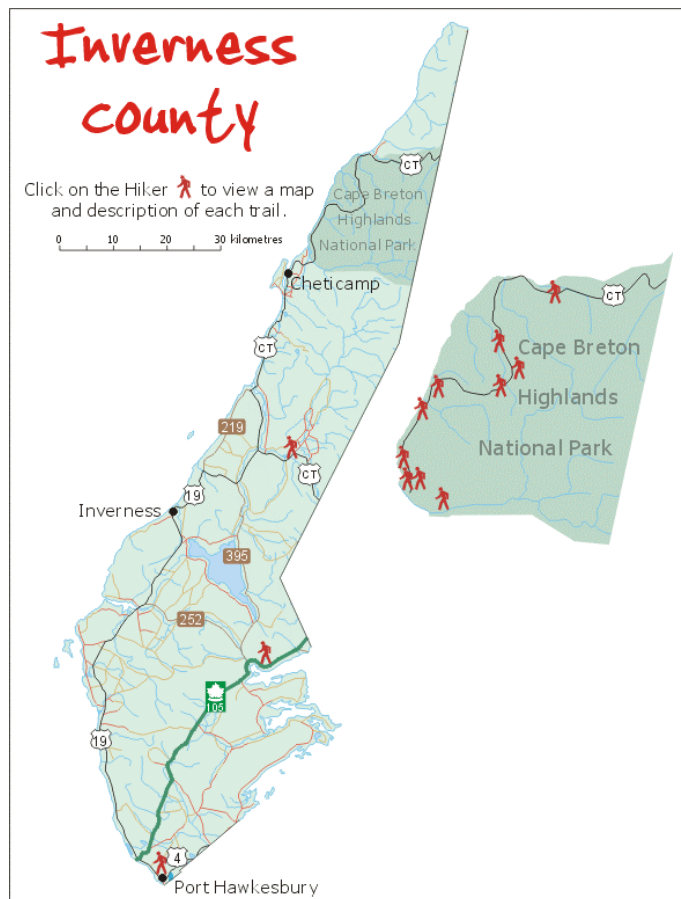 Inverness
county
Click on the Hiker to view a map
and description of each trail.
0 10 20 30 kilometres
CT
Cape Breton
Highlands
National Park
Cheticamp
CT
CT
Cape Breton
Highlands
National Park
219
CT
19
Inverness
395
252
105
19
4
Port Hawkesbury